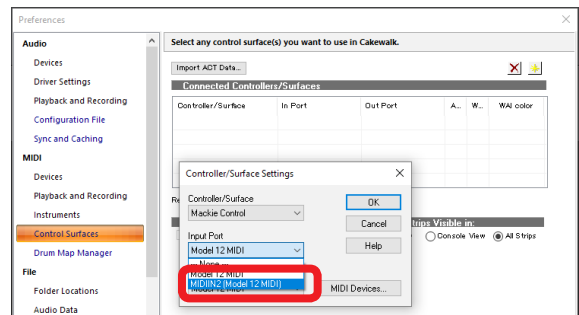 Preferences
Audio
Devices
Driver Settings
Playback and Recording
Configuration File
Sync and Caching
MIDI
Devices
Playback and Recording
Instruments
Control Surfaces
Drum Map Manager
File
Folder Locations
Audio Data
Select any control surface(s) you want to use in Cakewalk.
Import ACT Data...
Connected Controllers/Surfaces
Controller/Surface In Port Out Port A... W... WAI color
Controller/Surface Settings
Controller/Surface
Mackie Control
OK
Cancel
Help
Input Port
Model 12 MIDI
--- None ---
Model 12 MIDI
MIDIIN2 (Model 12 MIDI)
Model 12 MIDI
MIDI Devices...
trips Visible in:
Console View All Strips